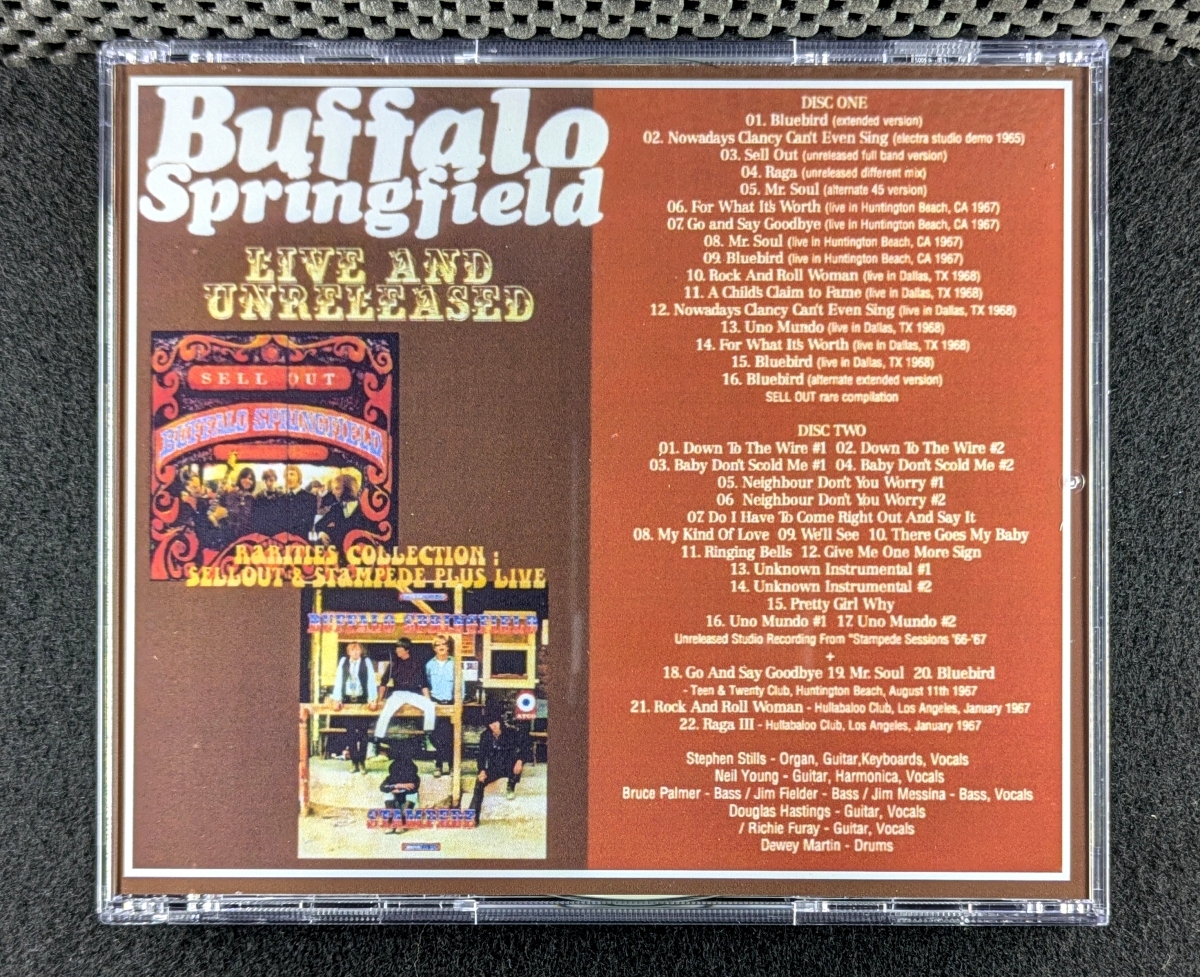 Buffalo
Springfield
LIVE AND
UNRELEASED
SELL OUT
BUFFALO SPRINGFIELD
RARITIES COLLECTION :
SELLOUT & STAMPEDE PLUS LIVE
BUFFALO SPRINGFIELD
ATCO
STAMPEDE
DISC ONE
01. Bluebird (extended version)
02. Nowadays Clancy Can't Even Sing (electra studio demo 1965)
03. Sell Out (unreleased full band version)
04. Raga (unreleased different mix)
05. Mr. Soul (alternate 45 version)
06. For What It's Worth (live in Huntington Beach, CA 1967)
07. Go and Say Goodbye (live in Huntington Beach, CA 1967)
08. Mr. Soul (live in Huntington Beach, CA 1967)
09. Bluebird (live in Huntington Beach, CA 1967)
10. Rock And Roll Woman (live in Dallas, TX 1968)
11. A Child's Claim to Fame (live in Dallas, TX 1968)
12. Nowadays Clancy Can't Even Sing (live in Dallas, TX 1968)
13. Uno Mundo (live in Dallas, TX 1968)
14. For What It's Worth (live in Dallas, TX 1968)
15. Bluebird (live in Dallas, TX 1968)
16. Bluebird (alternate extended version)
SELL OUT rare compilation
DISC TWO
01. Down To The Wire #1 02. Down To The Wire #2
03. Baby Don't Scold Me #1 04. Baby Don't Scold Me #2
05. Neighbour Don't You Worry #1
06 Neighbour Don't You Worry #2
07. Do I Have To Come Right Out And Say It
08. My Kind Of Love 09. We'll See 10. There Goes My Baby
11. Ringing Bells 12. Give Me One More Sign
13. Unknown Instrumental #1
14. Unknown Instrumental #2
15. Pretty Girl Why
16. Uno Mundo #1 17. Uno Mundo #2
Unreleased Studio Recording From "Stampede Sessions '66-'67
+
18. Go And Say Goodbye 19. Mr. Soul 20. Bluebird
- Teen & Twenty Club, Huntington Beach, August 11th 1967
21. Rock And Roll Woman - Hullabaloo Club, Los Angeles, January 1967
22. Raga III - Hullabaloo Club, Los Angeles, January 1967
Stephen Stills - Organ, Guitar,Keyboards, Vocals
Neil Young - Guitar, Harmonica, Vocals
Bruce Palmer - Bass / Jim Fielder - Bass / Jim Messina - Bass, Vocals
Douglas Hastings - Guitar, Vocals
/ Richie Furay - Guitar, Vocals
Dewey Martin - Drums